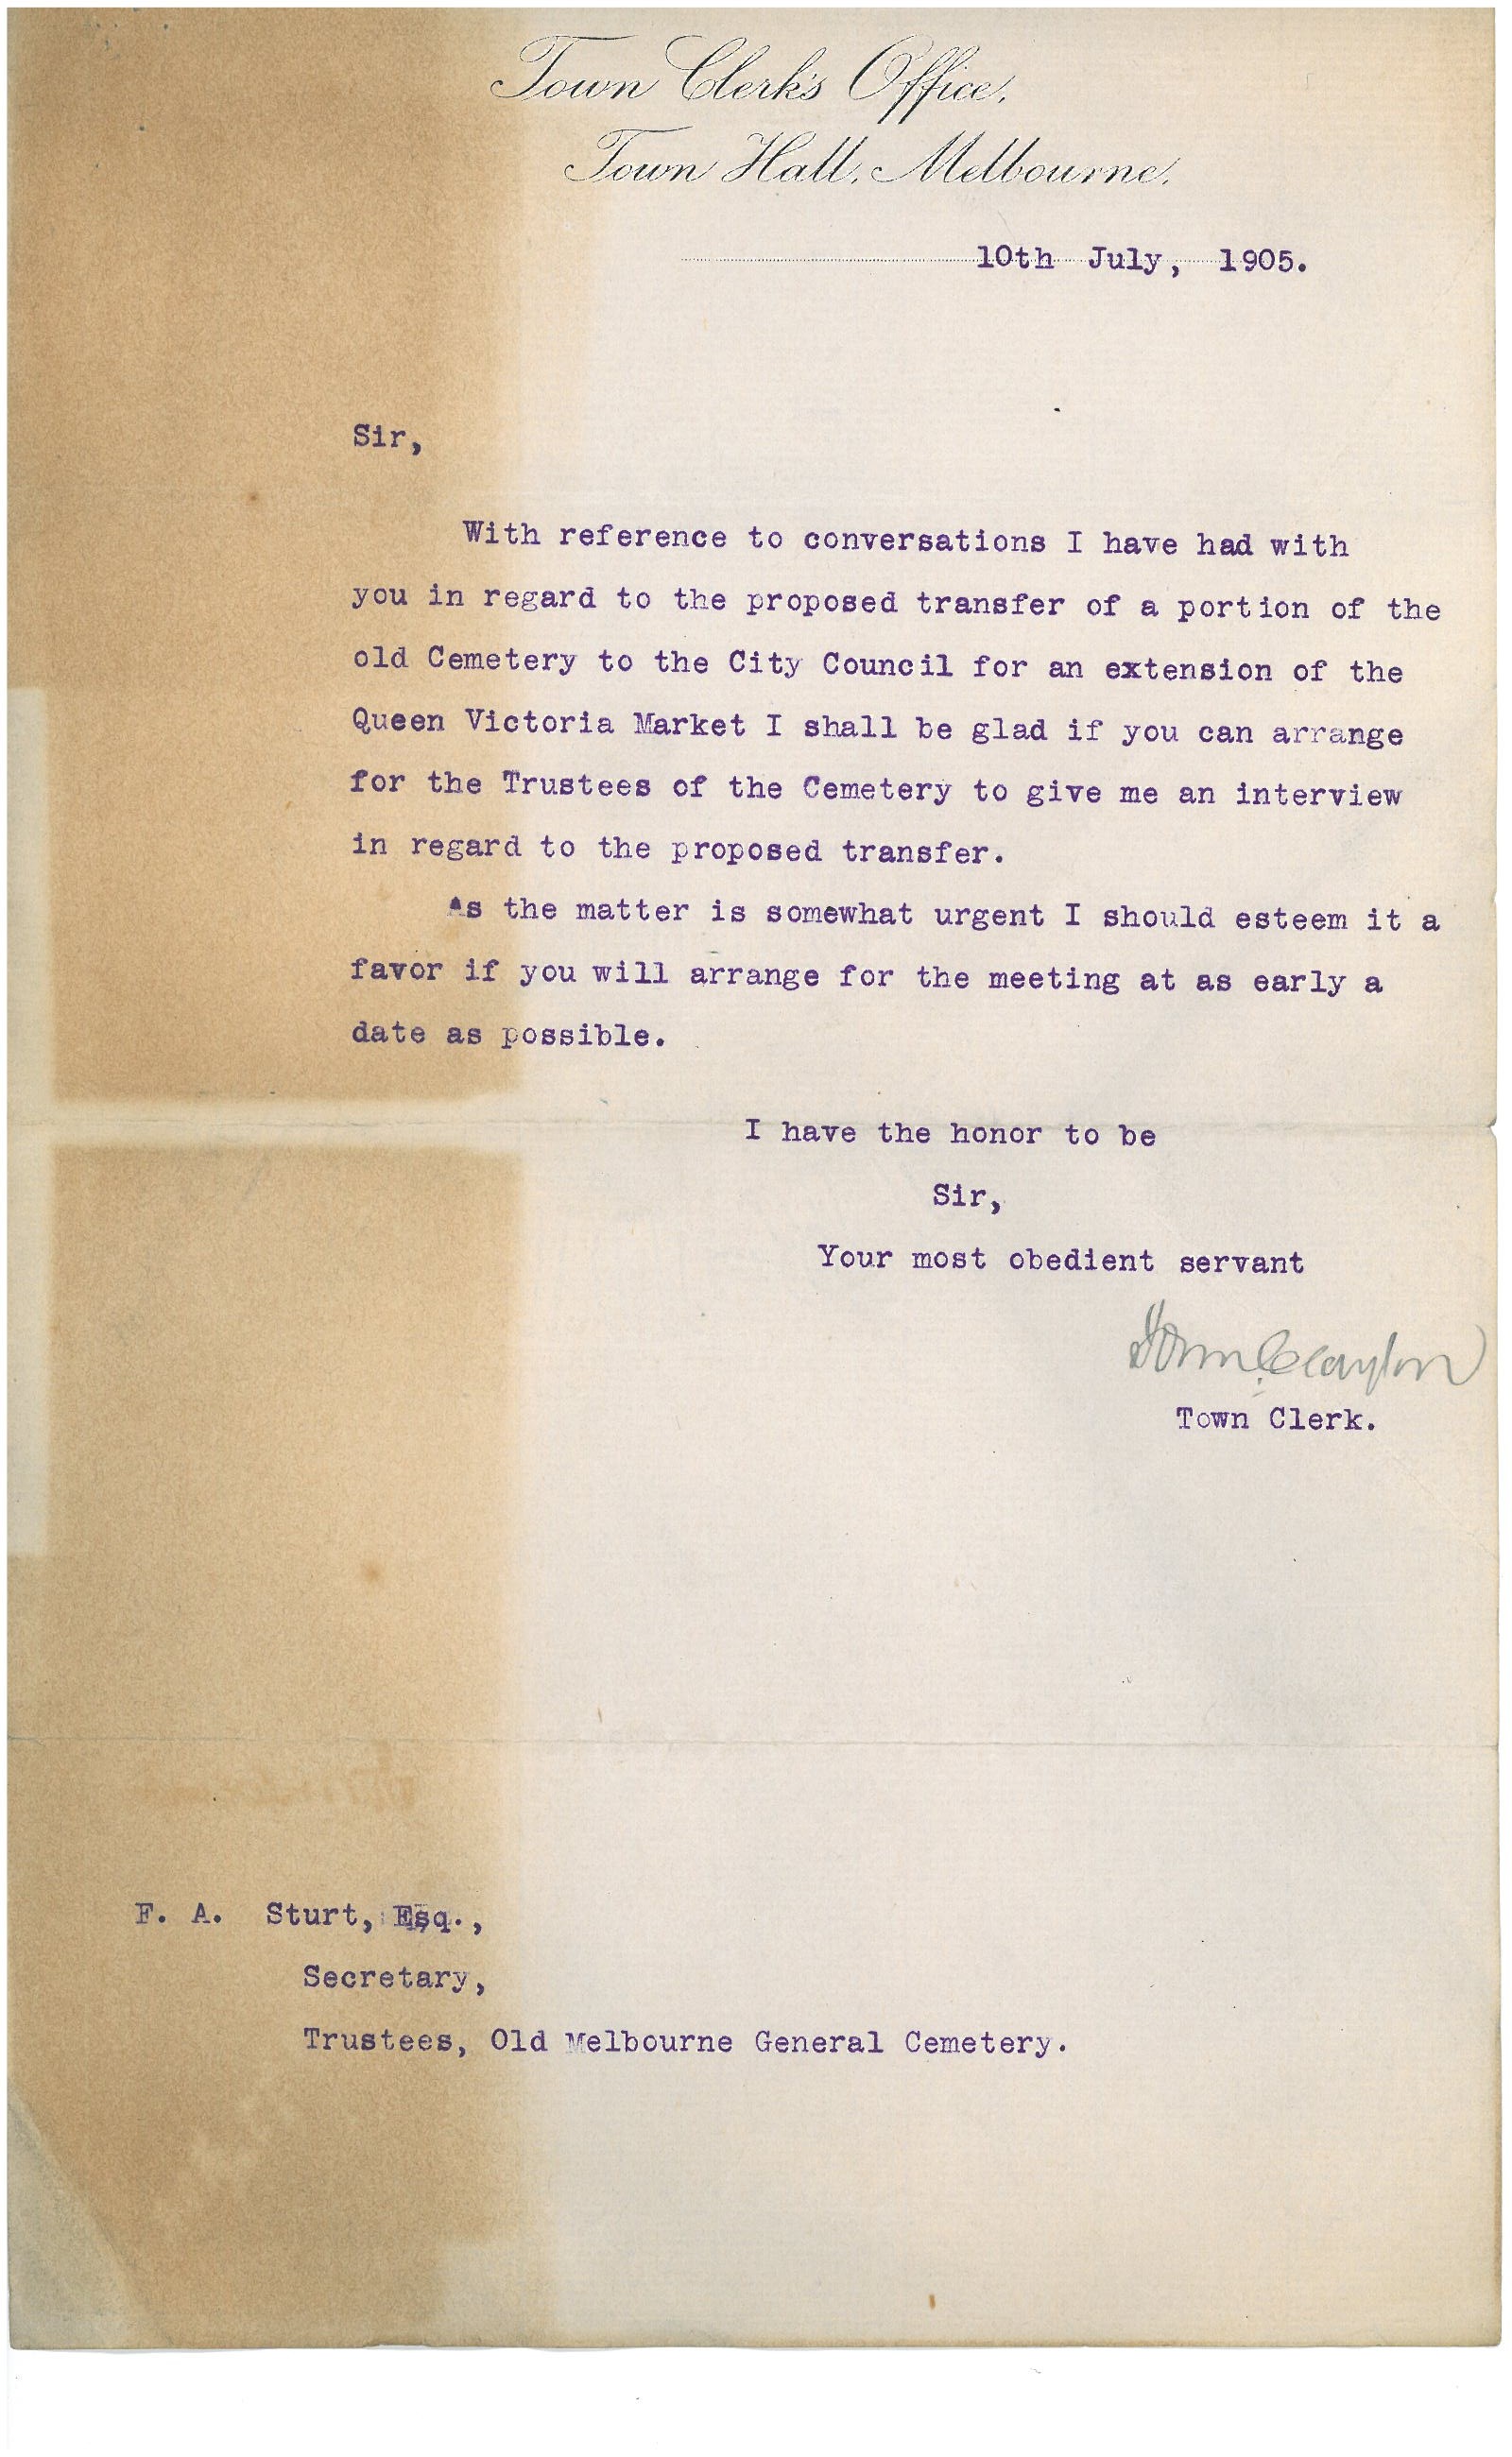 Town Clerk's Office,
Town Hall, Melbourne,
10th July, 1905.
Sir,
With reference to conversations I have had with
you in regard to the proposed transfer of a portion of the
old Cemetery to the City Council for an extension of the
Queen Victoria Market I shall be glad if you can arrange
for the Trustees of the Cemetery to give me an interview
in regard to the proposed transfer.
As the matter is somewhat urgent I should esteem it a
favor if you will arrange for the meeting at as early a
date as possible.
I have the honor to be
Sir,
Your most obedient servant
John Clayton
Town Clerk.
F. A. Sturt, Esq.,
Secretary,
Trustees, Old Melbourne General Cemetery.